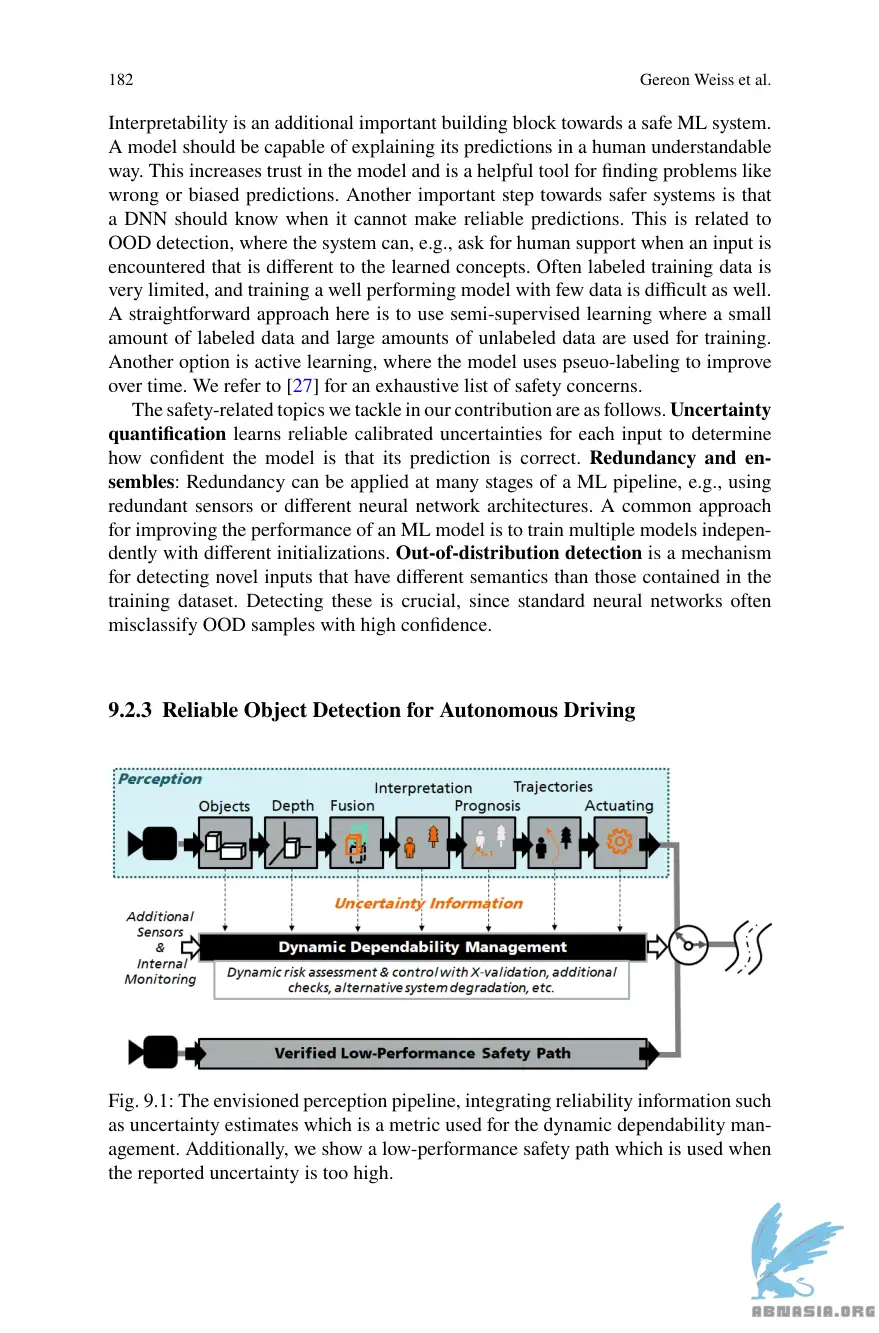 182 Gereon Weiss et al.
Interpretability is an additional important building block towards a safe ML system.
A model should be capable of explaining its predictions in a human understandable
way. This increases trust in the model and is a helpful tool for finding problems like
wrong or biased predictions. Another important step towards safer systems is that
a DNN should know when it cannot make reliable predictions. This is related to
OOD detection, where the system can, e.g., ask for human support when an input is
encountered that is different to the learned concepts. Often labeled training data is
very limited, and training a well performing model with few data is difficult as well.
A straightforward approach here is to use semi-supervised learning where a small
amount of labeled data and large amounts of unlabeled data are used for training.
Another option is active learning, where the model uses pseuo-labeling to improve
over time. We refer to [27] for an exhaustive list of safety concerns.
The safety-related topics we tackle in our contribution are as follows. Uncertainty
quantification learns reliable calibrated uncertainties for each input to determine
how confident the model is that its prediction is correct. Redundancy and en-
sembles: Redundancy can be applied at many stages of a ML pipeline, e.g., using
redundant sensors or different neural network architectures. A common approach
for improving the performance of an ML model is to train multiple models indepen-
dently with different initializations. Out-of-distribution detection is a mechanism
for detecting novel inputs that have different semantics than those contained in the
training dataset. Detecting these is crucial, since standard neural networks often
misclassify OOD samples with high confidence.
9.2.3 Reliable Object Detection for Autonomous Driving
Perception
Interpretation Trajectories
Objects Depth Fusion Prognosis Actuating
Uncertainty Information
Additional
Sensors
&
Internal
Monitoring
Dynamic Dependability Management
Dynamic risk assessment & control with X-validation, additional
checks, alternative system degradation, etc.
Verified Low-Performance Safety Path
Fig. 9.1: The envisioned perception pipeline, integrating reliability information such
as uncertainty estimates which is a metric used for the dynamic dependability man-
agement. Additionally, we show a low-performance safety path which is used when
the reported uncertainty is too high.
ABNASIA.ORG